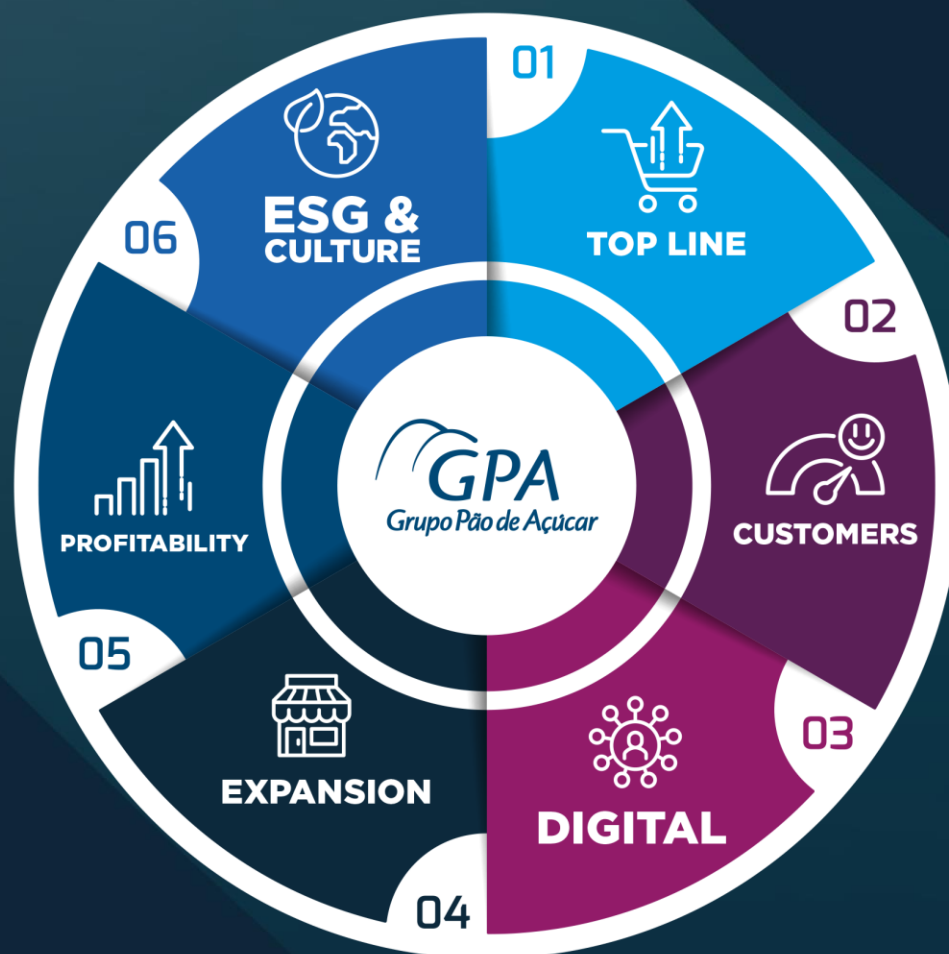 01
TOP LINE
02
CUSTOMERS
03
DIGITAL
04
EXPANSION
05
PROFITABILITY
06
ESG &
CULTURE
GPA
Grupo Pão de Açúcar